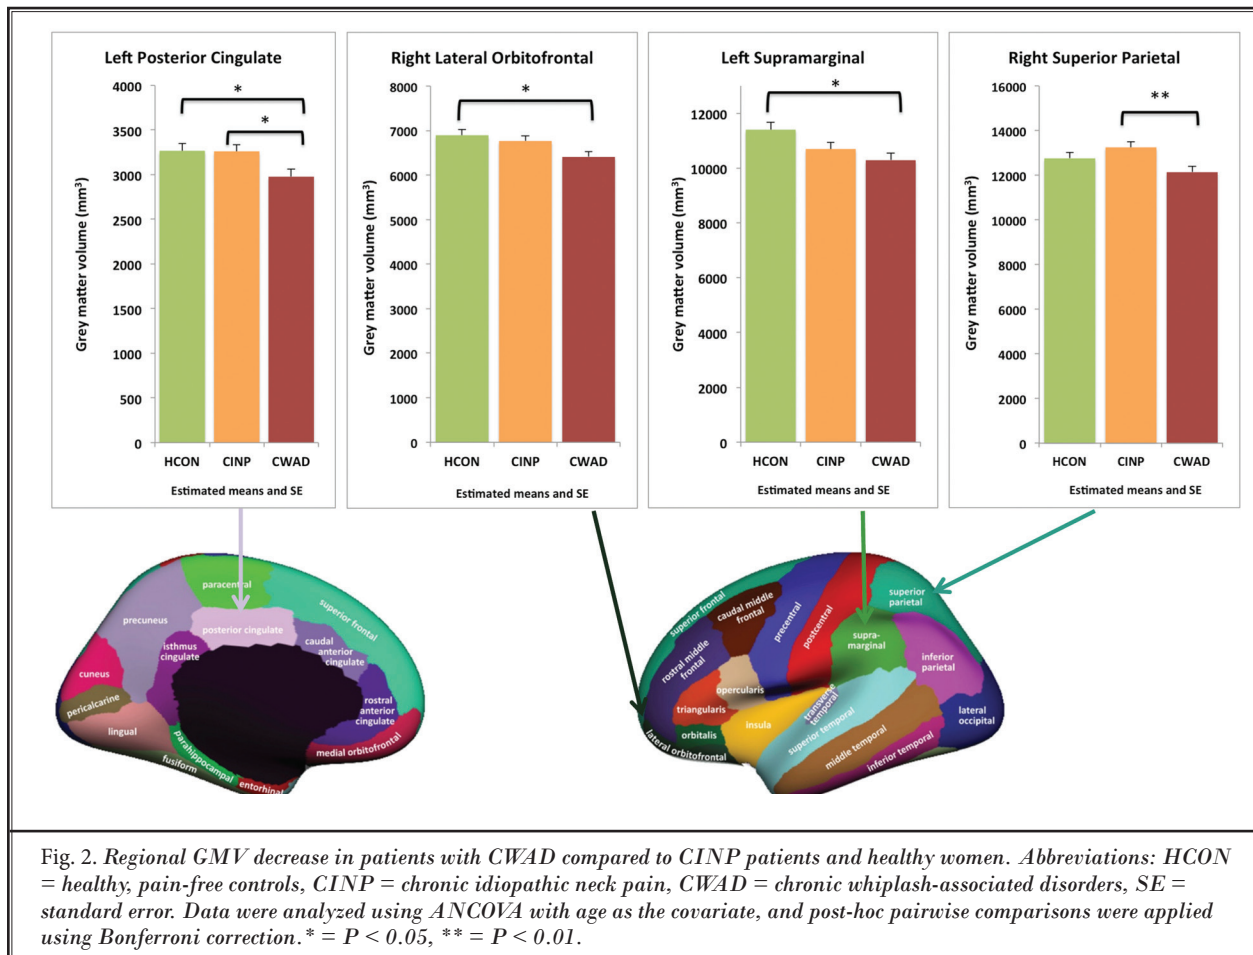 Left Posterior Cingulate
*
*
4000
3500
3000
2500
2000
1500
1000
500
0
Grey matter volume (mm³)
HCON CINP CWAD
Estimated means and SE
Right Lateral Orbitofrontal
*
8000
7000
6000
5000
4000
3000
2000
1000
0
Grey matter volume (mm³)
HCON CINP CWAD
Estimated means and SE
Left Supramarginal
*
12000
10000
8000
6000
4000
2000
0
Grey matter volume (mm³)
HCON CINP CWAD
Estimated means and SE
Right Superior Parietal
**
16000
14000
12000
10000
8000
6000
4000
2000
0
Grey matter volume (mm³)
HCON CINP CWAD
Estimated means and SE
paracentral
superior frontal
precuneus
posterior cingulate
isthmus
cingulate
caudal
anterior
cingulate
cuneus
pericalcarine
rostral
anterior
cingulate
lingual
parahippocampal
medial orbitofrontal
fusiform
entorhinal
superior frontal
caudal middle
frontal
precentral
postcentral
superior
parietal
supra-
marginal
inferior
parietal
rostral middle
frontal
opercularis
triangularis
transverse
temporal
insula
superior temporal
lateral
occipital
orbitalis
lateral orbitofrontal
middle temporal
inferior temporal
Fig. 2. Regional GMV decrease in patients with CWAD compared to CINP patients and healthy women. Abbreviations: HCON
= healthy, pain-free controls, CINP = chronic idiopathic neck pain, CWAD = chronic whiplash-associated disorders, SE =
standard error. Data were analyzed using ANCOVA with age as the covariate, and post-hoc pairwise comparisons were applied
using Bonferroni correction.* = P < 0.05, ** = P < 0.01.